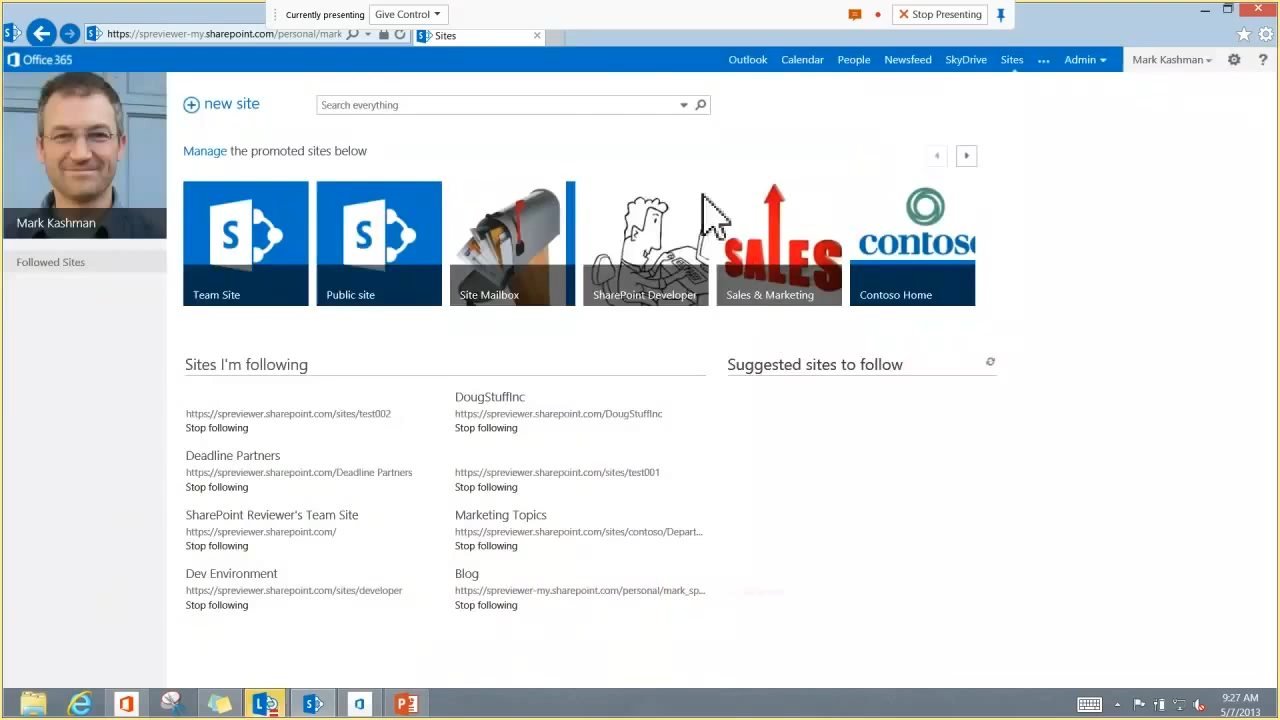 Currently presenting
Give Control
Stop Presenting
https://spreviewer-my.sharepoint.com/personal/mark
Sites
Office 365
Outlook
Calendar
People
Newsfeed
SkyDrive
Sites
Admin
Mark Kashman
new site
Search everything
Manage the promoted sites below
Mark Kashman
Followed Sites
Team Site
Public site
Site Mailbox
SharePoint Developer
SALES
Sales & Marketing
contoso
Contoso Home
Sites I'm following
Suggested sites to follow
https://spreviewer.sharepoint.com/sites/test002
Stop following
DougStuffInc
https://spreviewer.sharepoint.com/DougStuffInc
Stop following
Deadline Partners
https://spreviewer.sharepoint.com/Deadline Partners
Stop following
https://spreviewer.sharepoint.com/sites/test001
Stop following
SharePoint Reviewer's Team Site
https://spreviewer.sharepoint.com/
Stop following
Marketing Topics
https://spreviewer.sharepoint.com/sites/contoso/Depart...
Stop following
Dev Environment
https://spreviewer.sharepoint.com/sites/developer
Stop following
Blog
https://spreviewer-my.sharepoint.com/personal/mark_sp...
Stop following
9:27 AM
5/7/2013